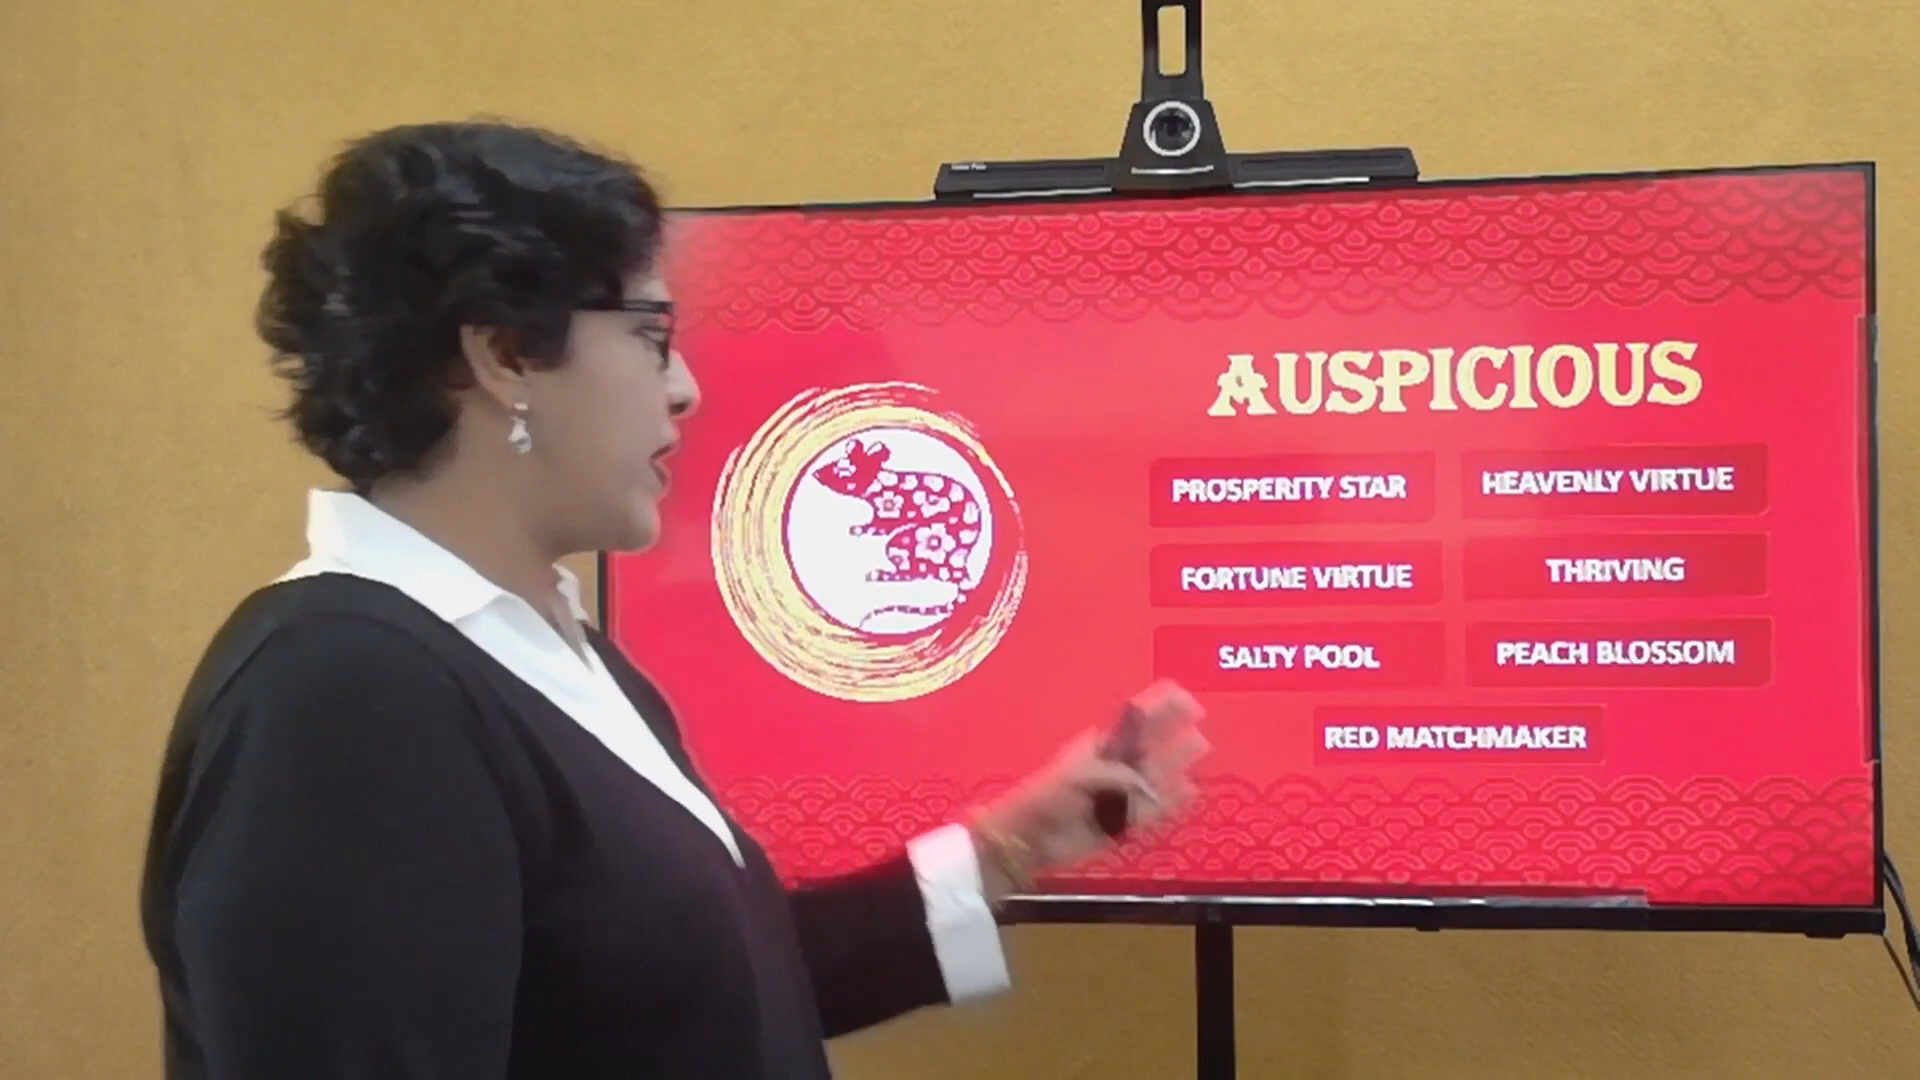 AUSPICIOUS
PROSPERITY STAR
HEAVENLY VIRTUE
FORTUNE VIRTUE
THRIVING
SALTY POOL
PEACH BLOSSOM
RED MATCHMAKER